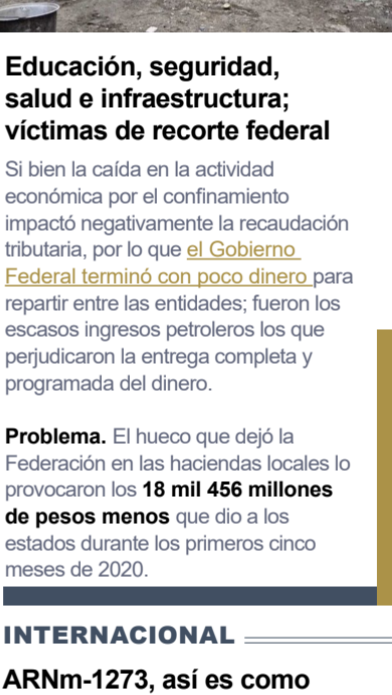 Educación, seguridad,
salud e infraestructura;
víctimas de recorte federal
Si bien la caída en la actividad
económica por el confinamiento
impactó negativamente la recaudación
tributaria, por lo que el Gobierno
Federal terminó con poco dinero para
repartir entre las entidades; fueron los
escasos ingresos petroleros los que
perjudicaron la entrega completa y
programada del dinero.
Problema. El hueco que dejó la
Federación en las haciendas locales lo
provocaron los 18 mil 456 millones
de pesos menos que dio a los
estados durante los primeros cinco
meses de 2020.
INTERNACIONAL
ARNm-1273, así es como